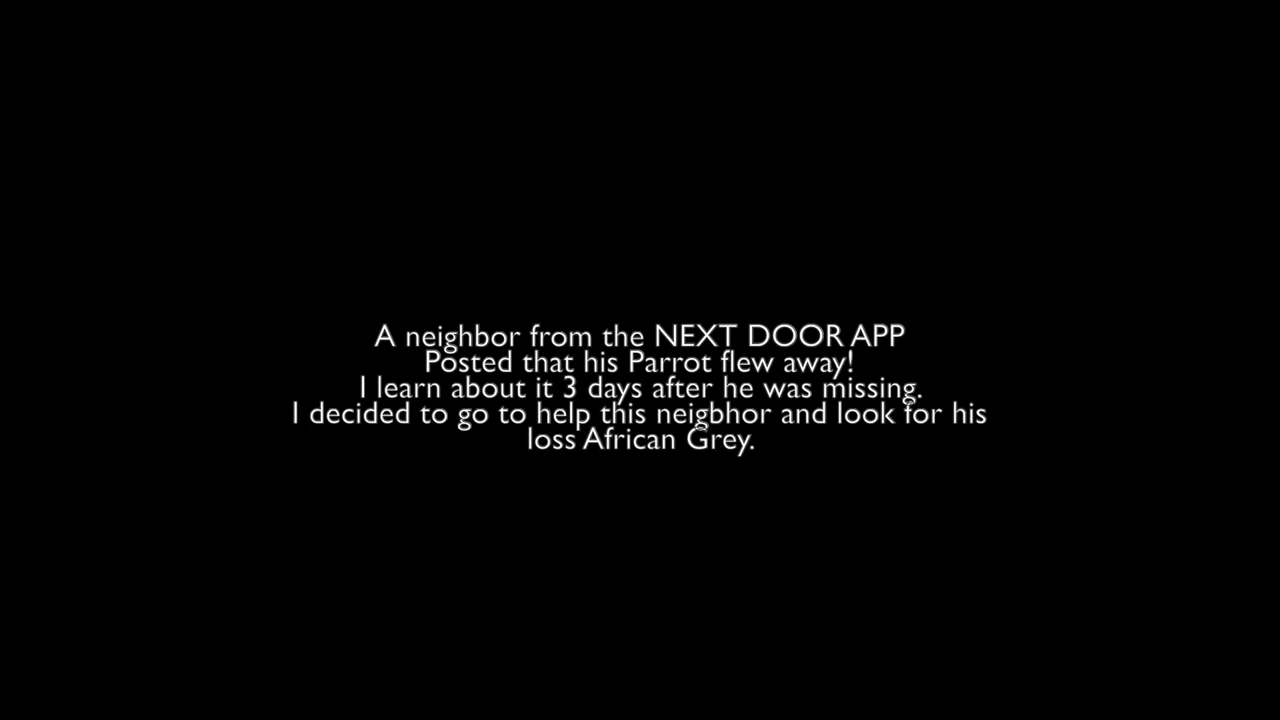 A neighbor from the NEXT DOOR APP
Posted that his Parrot flew away!
I learn about it 3 days after he was missing.
I decided to go to help this neigbhor and look for his
loss African Grey.